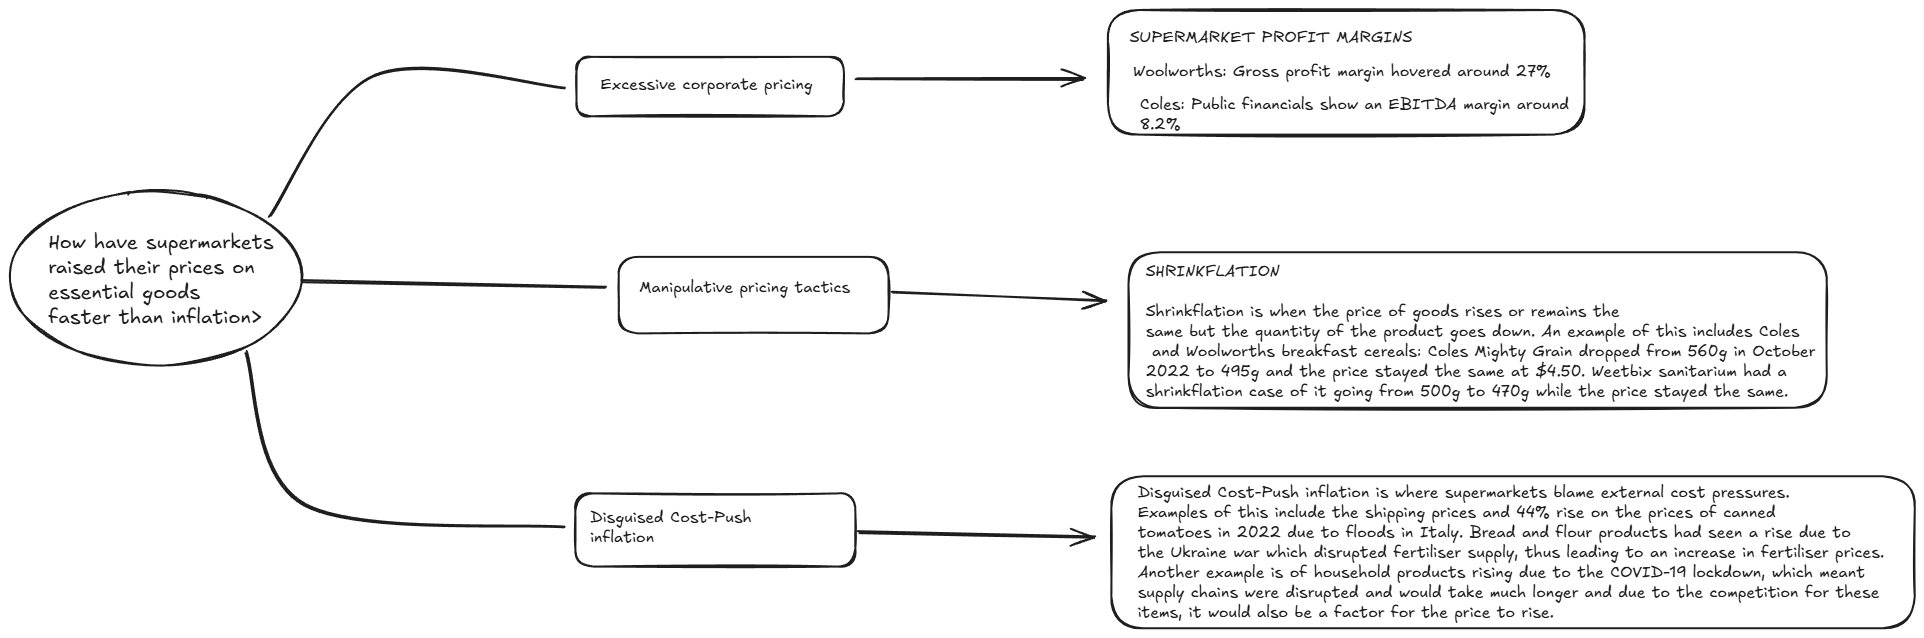 How have supermarkets
raised their prices on
essential goods
faster than inflation>
Excessive corporate pricing
SUPERMARKET PROFIT MARGINS
Woolworths: Gross profit margin hovered around 27%
Coles: Public financials show an EBITDA margin around
8.2%
Manipulative pricing tactics
SHRINKFLATION
Shrinkflation is when the price of goods rises or remains the
same but the quantity of the product goes down. An example of this includes Coles
and Woolworths breakfast cereals: Coles Mighty Grain dropped from 560g in October
2022 to 495g and the price stayed the same at $4.50. Weetbix sanitarium had a
shrinkflation case of it going from 500g to 470g while the price stayed the same.
Disguised Cost-Push
inflation
Disguised Cost-Push inflation is where supermarkets blame external cost pressures.
Examples of this include the shipping prices and 44% rise on the prices of canned
tomatoes in 2022 due to floods in Italy. Bread and flour products had seen a rise due to
the Ukraine war which disrupted fertiliser supply, thus leading to an increase in fertiliser prices.
Another example is of household products rising due to the COVID-19 lockdown, which meant
supply chains were disrupted and would take much longer and due to the competition for these
items, it would also be a factor for the price to rise.